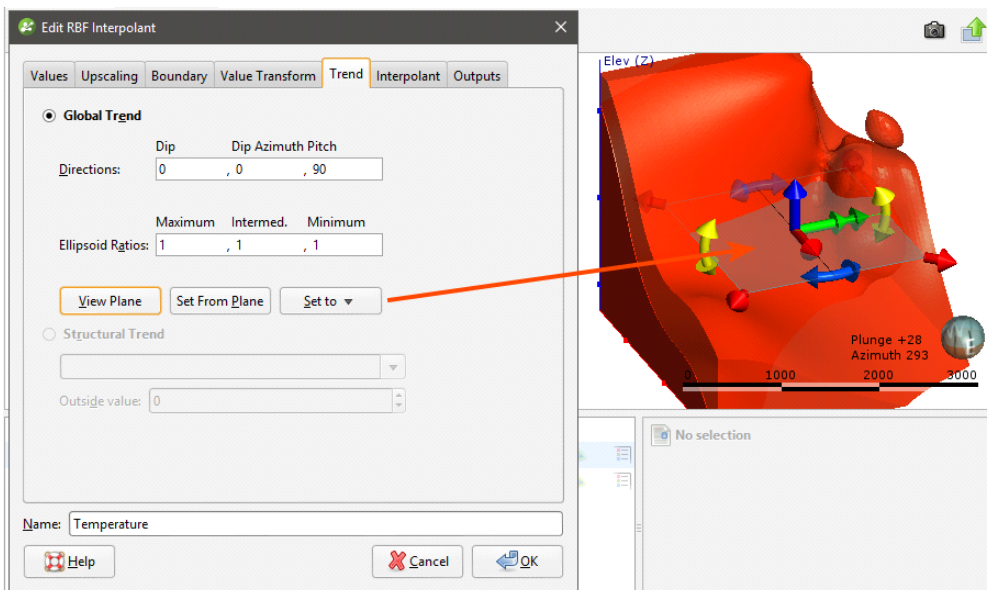 Edit RBF Interpolant
Values Upscaling Boundary Value Transform Trend Interpolant Outputs
Global Trend
Dip Dip Azimuth Pitch
Directions: 0 , 0 , 90
Maximum Intermed. Minimum
Ellipsoid Ratios: 1 , 1 , 1
View Plane Set From Plane Set to
Structural Trend
Outside value: 0
Name: Temperature
Help Cancel OK
Elev (Z)
Plunge +28
Azimuth 293
0 1000 2000 3000
No selection